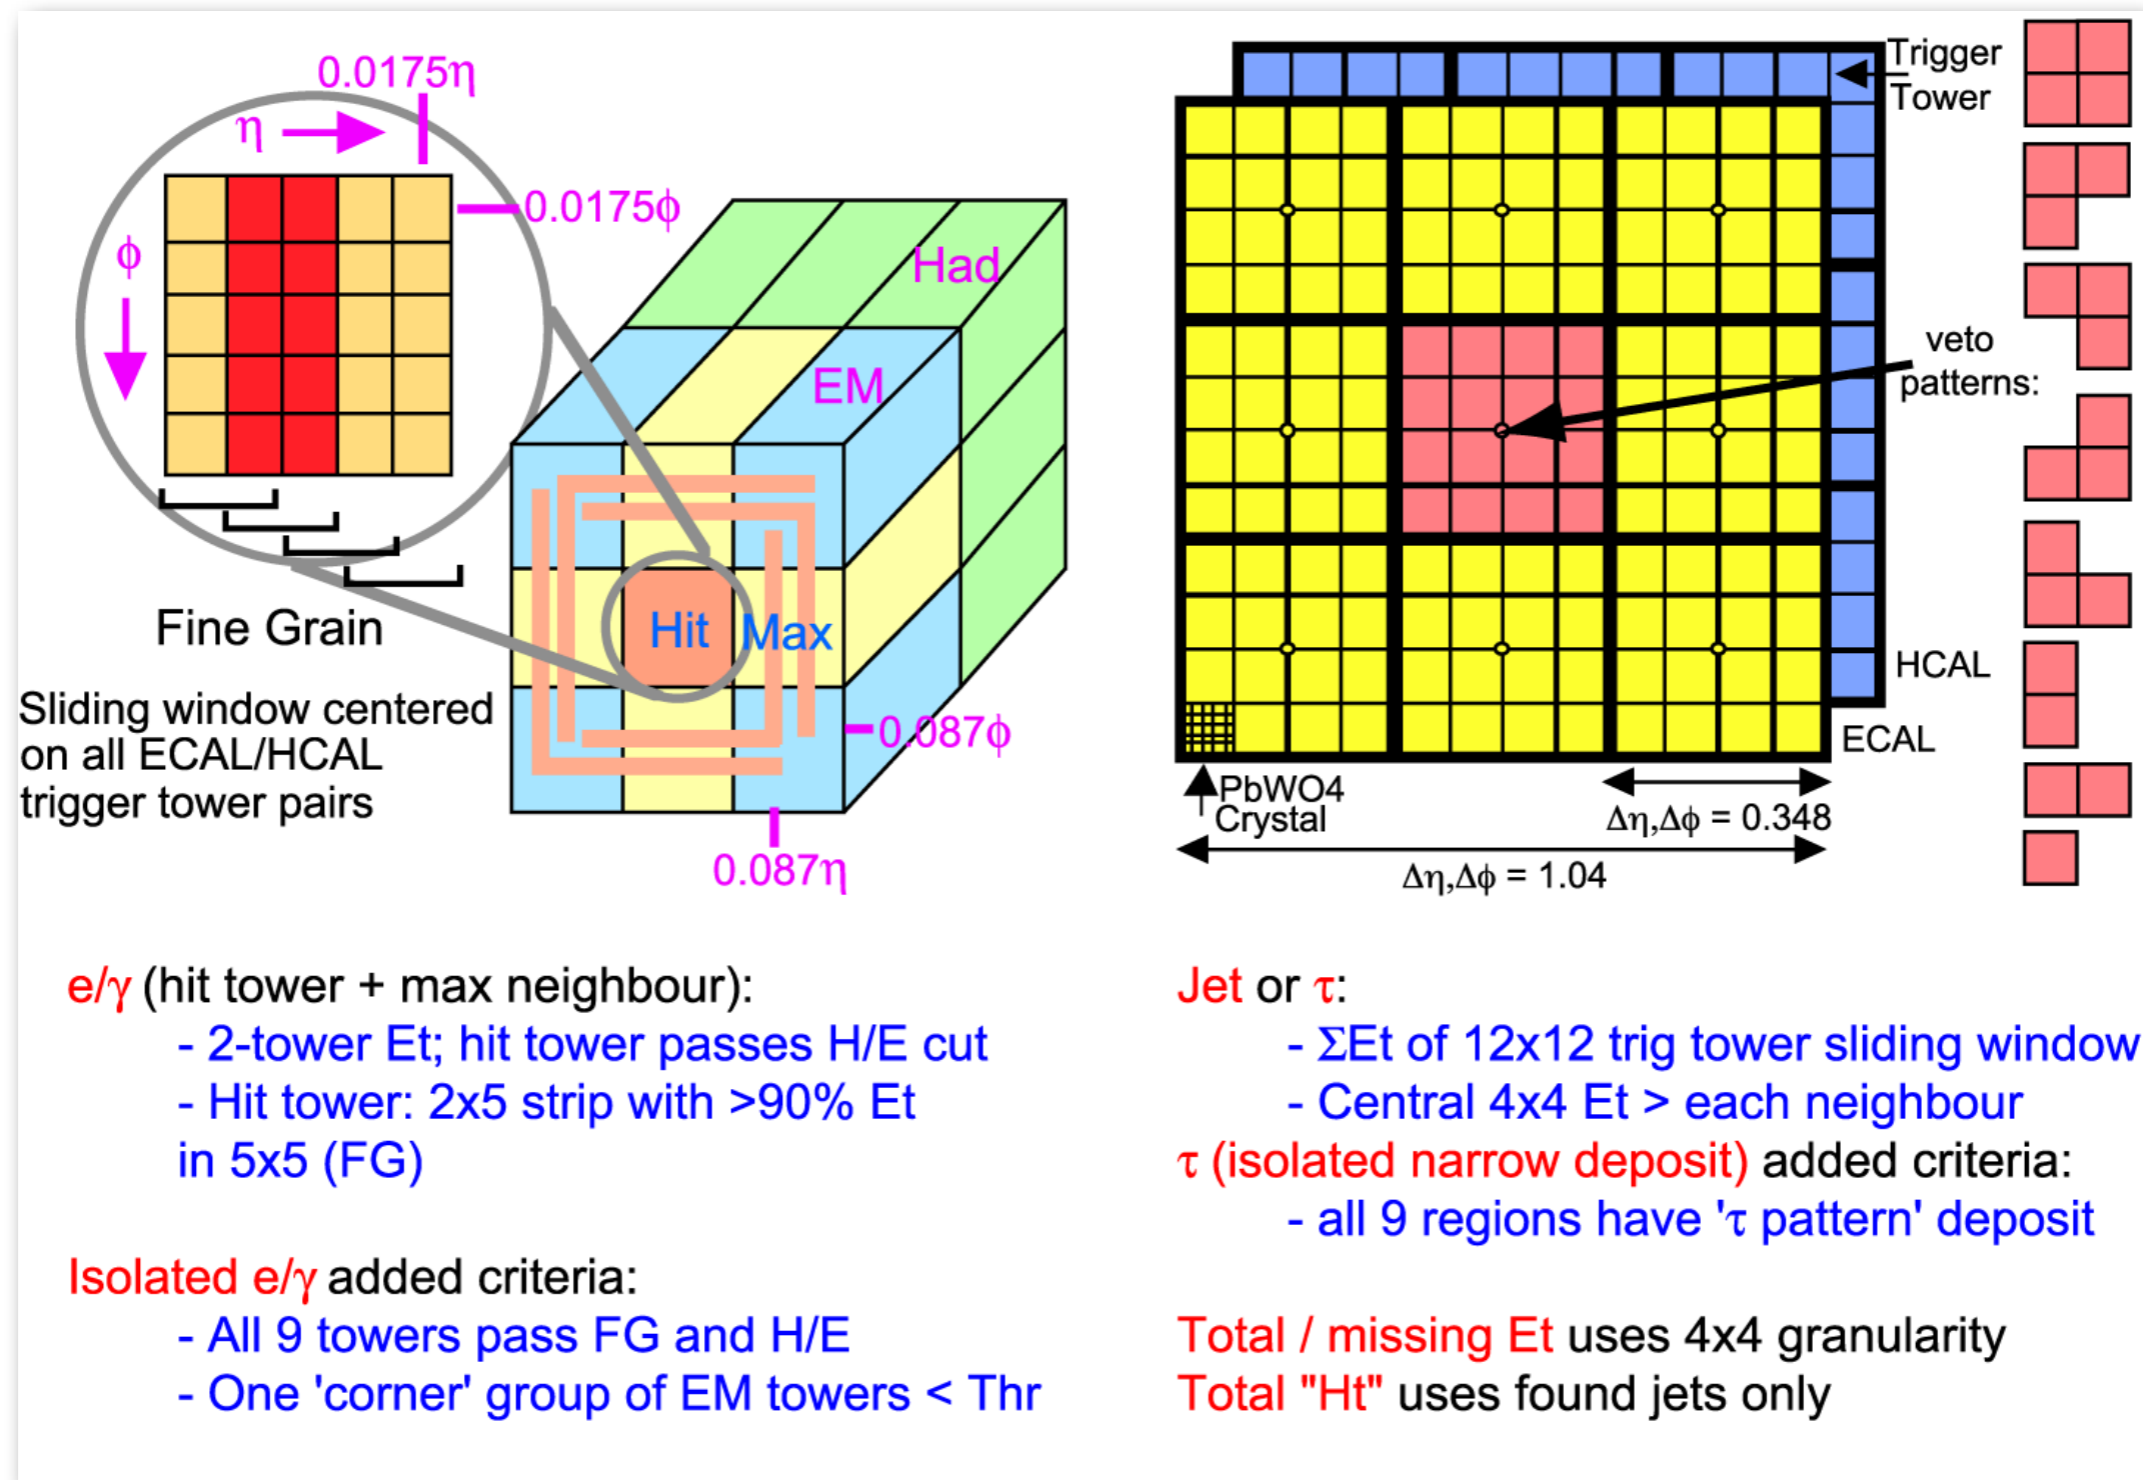 0.0175η
η
0.0175ϕ
ϕ
Had
EM
Hit
Max
Fine Grain
Sliding window centered
on all ECAL/HCAL
trigger tower pairs
0.087ϕ
0.087η
Trigger
Tower
veto
patterns:
HCAL
ECAL
PbWO4
Crystal
Δη,Δϕ = 0.348
Δη,Δϕ = 1.04
e/γ (hit tower + max neighbour):
- 2-tower Et; hit tower passes H/E cut
- Hit tower: 2x5 strip with >90% Et
in 5x5 (FG)
Isolated e/γ added criteria:
- All 9 towers pass FG and H/E
- One 'corner' group of EM towers < Thr
Jet or τ:
- ΣEt of 12x12 trig tower sliding window
- Central 4x4 Et > each neighbour
τ (isolated narrow deposit) added criteria:
- all 9 regions have 'τ pattern' deposit
Total / missing Et uses 4x4 granularity
Total "Ht" uses found jets only